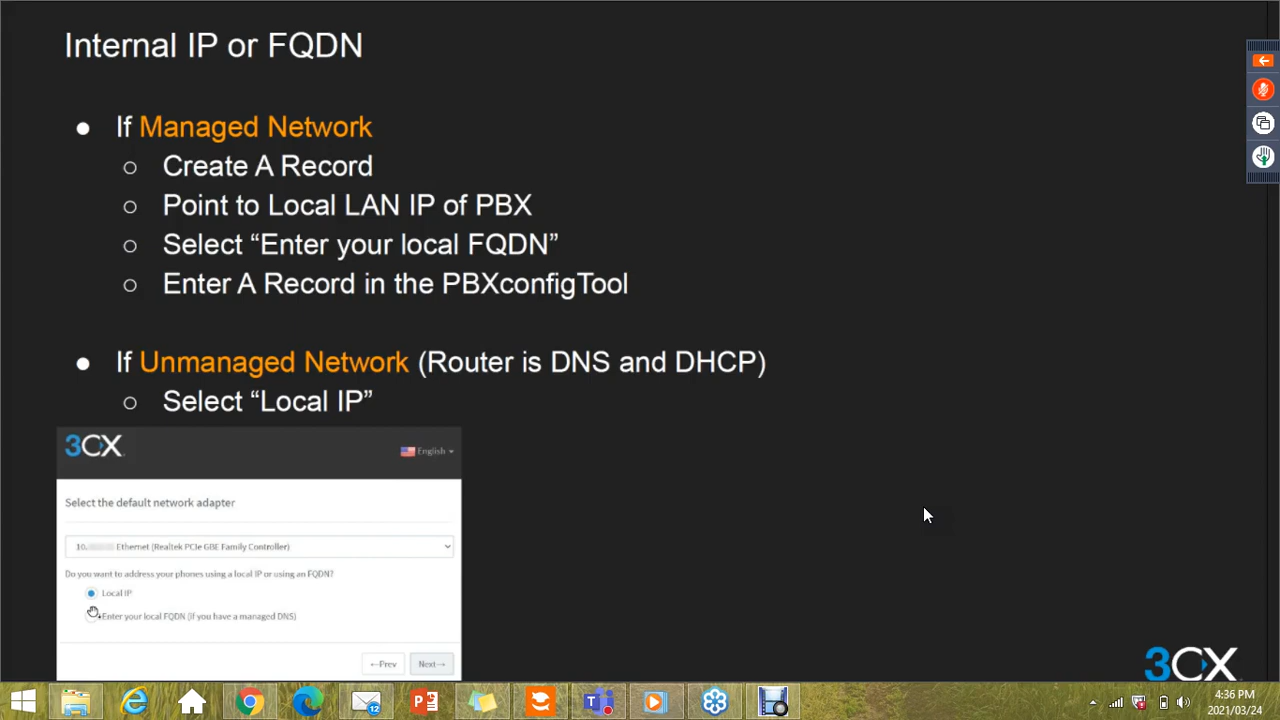 Internal IP or FQDN
● If Managed Network
○ Create A Record
○ Point to Local LAN IP of PBX
○ Select “Enter your local FQDN”
○ Enter A Record in the PBXconfigTool
● If Unmanaged Network (Router is DNS and DHCP)
○ Select “Local IP”
3CX
English
Select the default network adapter
10. Ethernet (Realtek PCIe GBE Family Controller)
Do you want to address your phones using a local IP or using an FQDN?
Local IP
Enter your local FQDN (if you have a managed DNS)
←Prev
Next→
3CX
12
4:36 PM
2021/03/24